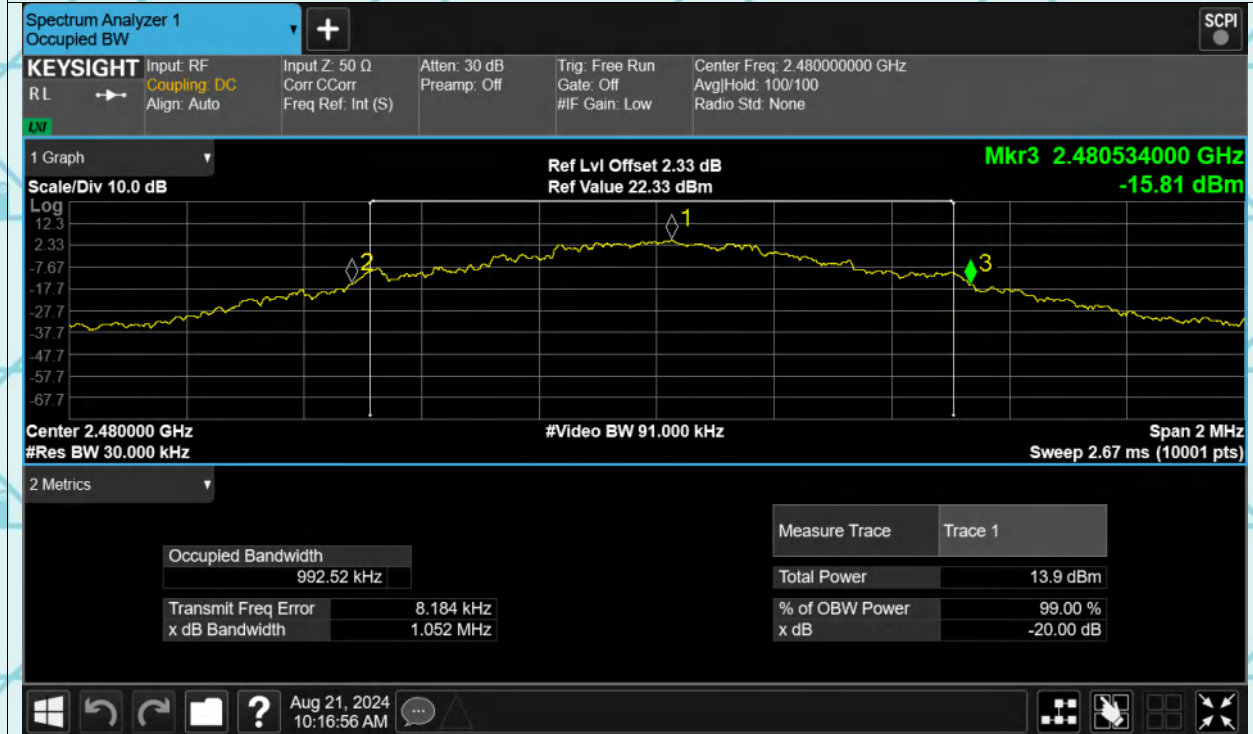 Spectrum Analyzer 1
Occupied BW
+
SCPI
KEYSIGHT
RL
LXI
Input: RF
Coupling: DC
Align: Auto
Input Z: 50 Ω
Corr CCorr
Freq Ref: Int (S)
Atten: 30 dB
Preamp: Off
Trig: Free Run
Gate: Off
#IF Gain: Low
Center Freq: 2.480000000 GHz
Avg|Hold: 100/100
Radio Std: None
1 Graph
Scale/Div 10.0 dB
Ref Lvl Offset 2.33 dB
Ref Value 22.33 dBm
Mkr3 2.480534000 GHz
-15.81 dBm
Log
12.3
2.33
-7.67
-17.7
-27.7
-37.7
-47.7
-57.7
-67.7
2
1
3
Center 2.480000 GHz
#Res BW 30.000 kHz
#Video BW 91.000 kHz
Span 2 MHz
Sweep 2.67 ms (10001 pts)
2 Metrics
Occupied Bandwidth
992.52 kHz
Transmit Freq Error 8.184 kHz
x dB Bandwidth 1.052 MHz
Measure Trace Trace 1
Total Power 13.9 dBm
% of OBW Power 99.00 %
x dB -20.00 dB
?
Aug 21, 2024
10:16:56 AM